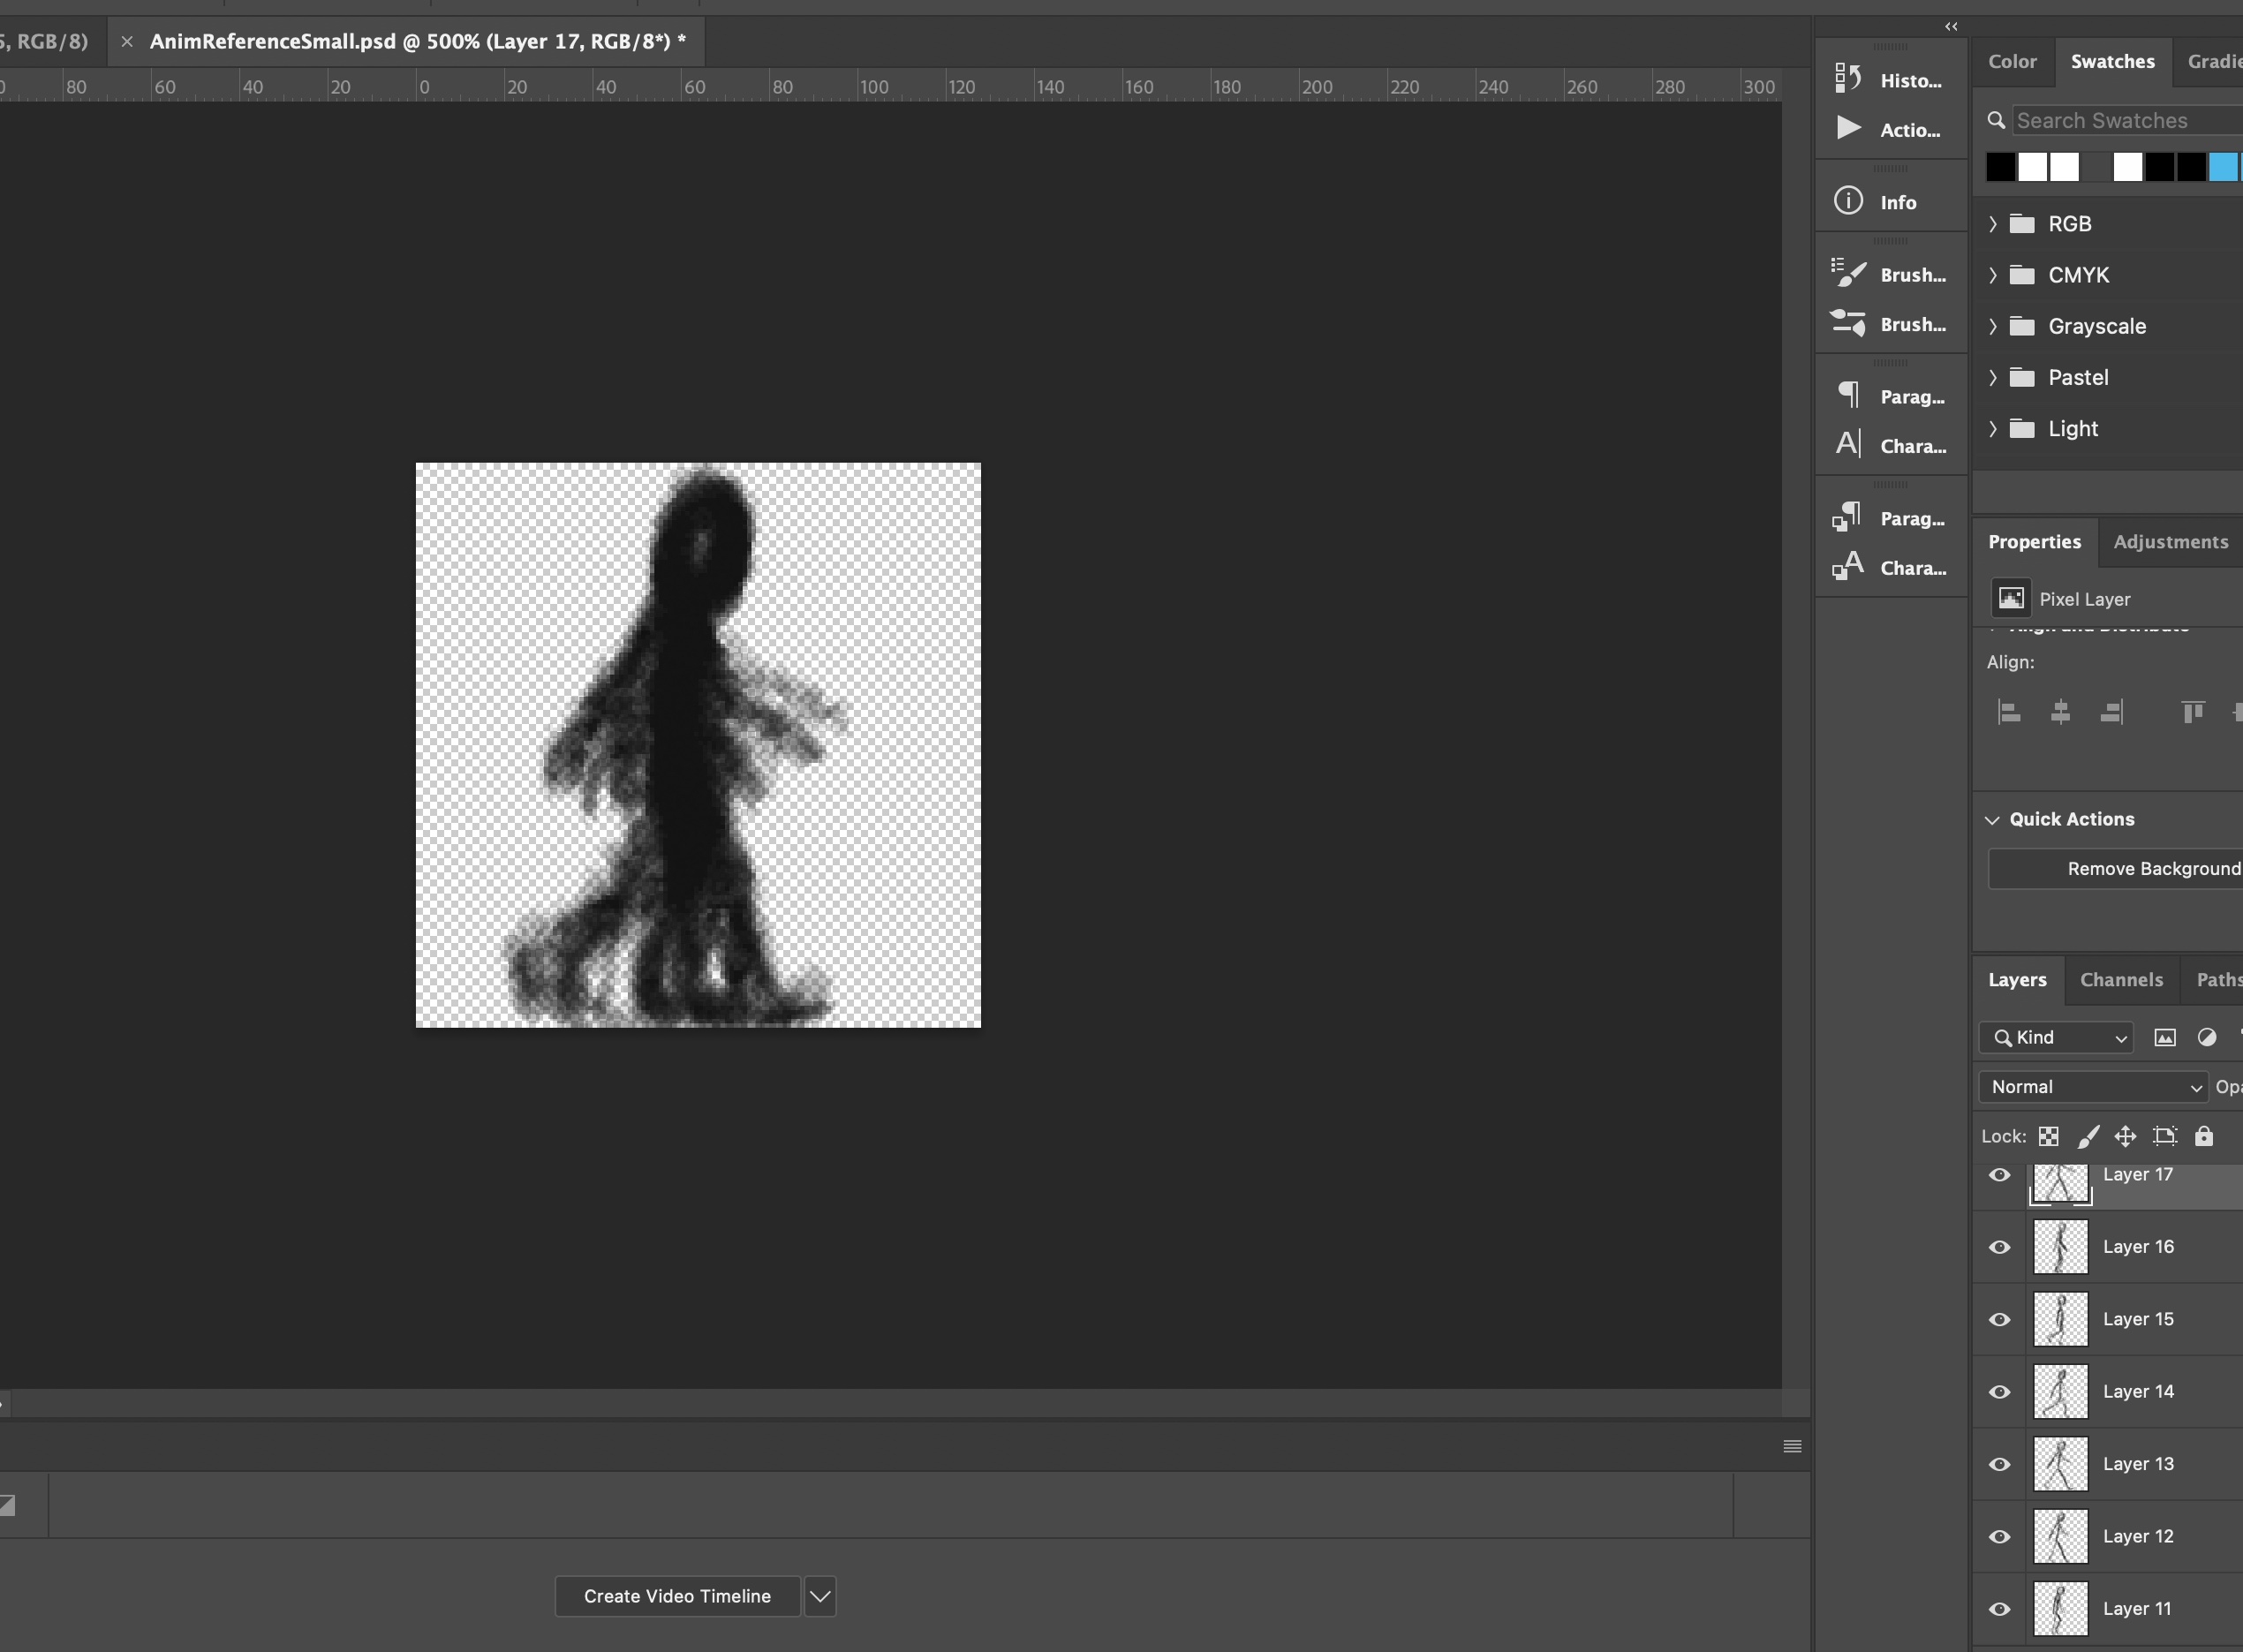 5, RGB/8)
× AnimReferenceSmall.psd @ 500% (Layer 17, RGB/8*) *
0 80 60 40 20 0 20 40 60 80 100 120 140 160 180 200 220 240 260 280 300
Histo...
Actio...
Info
Brush...
Brush...
Parag...
Chara...
Parag...
Chara...
Color Swatches Gradie
Search Swatches
RGB
CMYK
Grayscale
Pastel
Light
Properties Adjustments
Pixel Layer
Align and Distribute
Align:
Quick Actions
Remove Background
Layers Channels Paths
Kind
Normal Opa
Lock:
Layer 17
Layer 16
Layer 15
Layer 14
Layer 13
Layer 12
Layer 11
Create Video Timeline